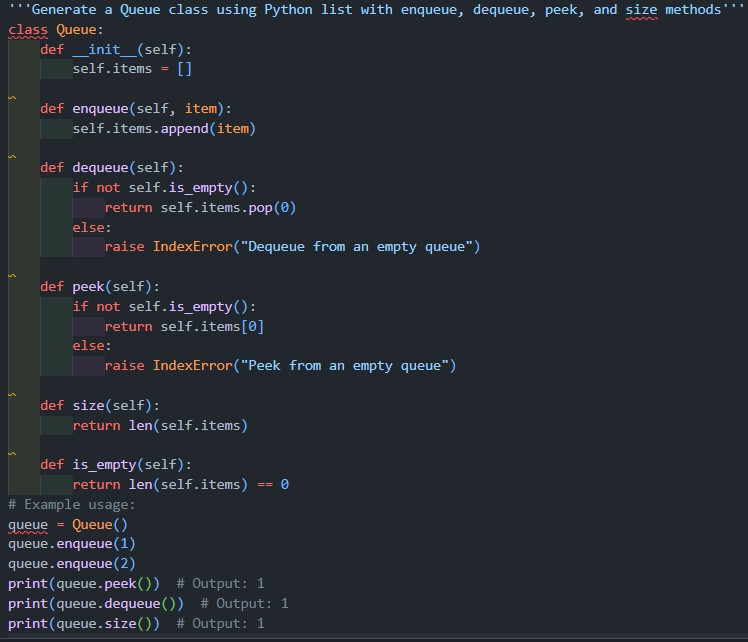 '''Generate a Queue class using Python list with enqueue, dequeue, peek, and size methods'''
class Queue:
    def __init__(self):
        self.items = []

    def enqueue(self, item):
        self.items.append(item)

    def dequeue(self):
        if not self.is_empty():
            return self.items.pop(0)
        else:
            raise IndexError("Dequeue from an empty queue")

    def peek(self):
        if not self.is_empty():
            return self.items[0]
        else:
            raise IndexError("Peek from an empty queue")

    def size(self):
        return len(self.items)

    def is_empty(self):
        return len(self.items) == 0
# Example usage:
queue = Queue()
queue.enqueue(1)
queue.enqueue(2)
print(queue.peek())  # Output: 1
print(queue.dequeue())  # Output: 1
print(queue.size())  # Output: 1